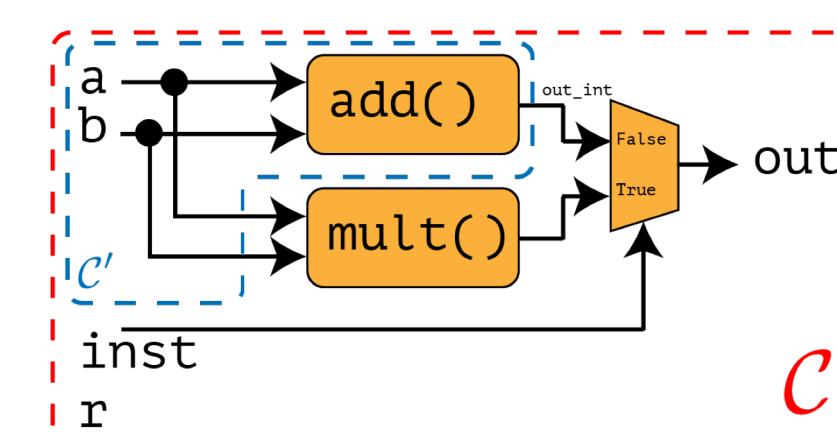 a
b
add()
out_int
False
True
out
mult()
C'
inst
r
C